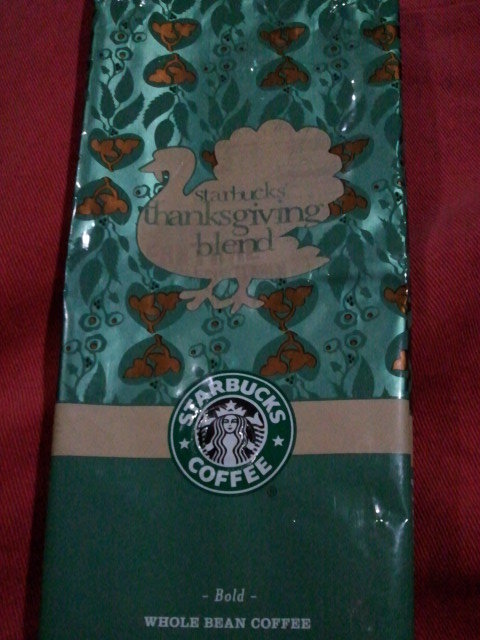 starbucks®
thanksgiving
blend
STARBUCKS
COFFEE
®
- Bold -
WHOLE BEAN COFFEE